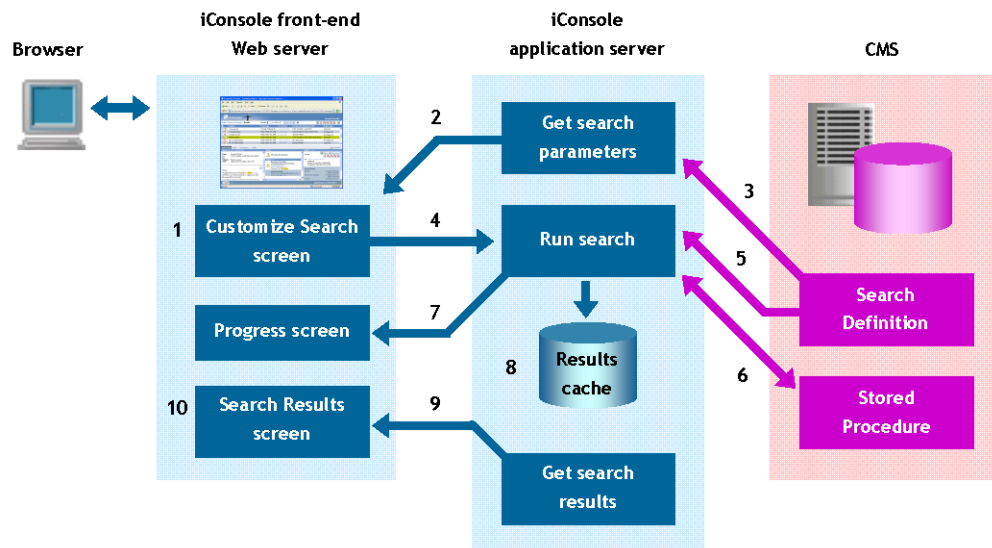 iConsole front-end
Web server
iConsole
application server
Browser
CMS
2
Get search
parameters
3
1
Customize Search
screen
4
Run search
5
Search
Definition
7
Progress screen
8
Results
cache
6
Stored
Procedure
10
Search Results
screen
9
Get search
results